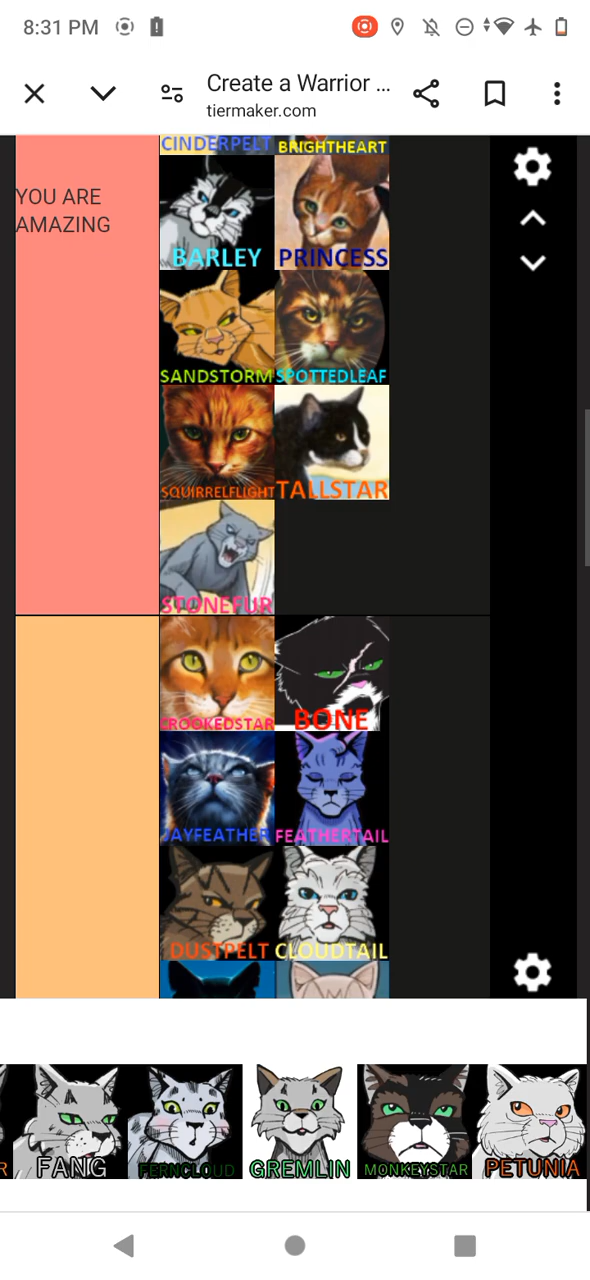 8:31 PM
Create a Warrior ...
tiermaker.com
CINDERPELT BRIGHTHEART
YOU ARE
AMAZING
BARLEY PRINCESS
SANDSTORM SPOTTEDLEAF
SQUIRRELFLIGHT TALLSTAR
STONEFUR
CROOKEDSTAR BONE
JAYFEATHER FEATHERTAIL
DUSTPELT CLOUDTAIL
R FANG FERNCLOUD GREMLIN MONKEYSTAR PETUNIA